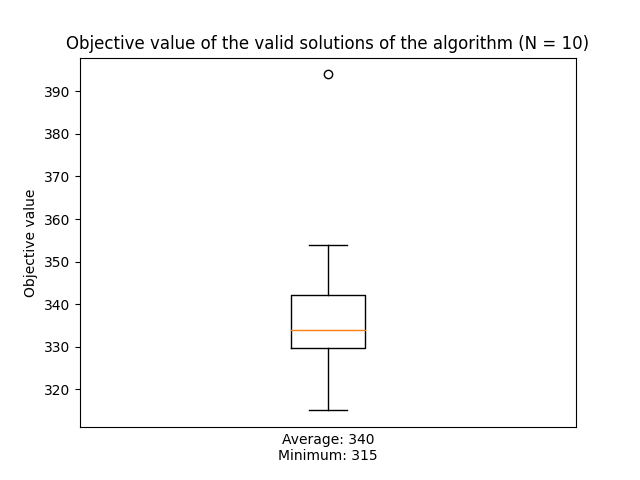 Objective value of the valid solutions of the algorithm (N = 10)
390
380
370
360
350
340
330
320
Objective value
Average: 340
Minimum: 315